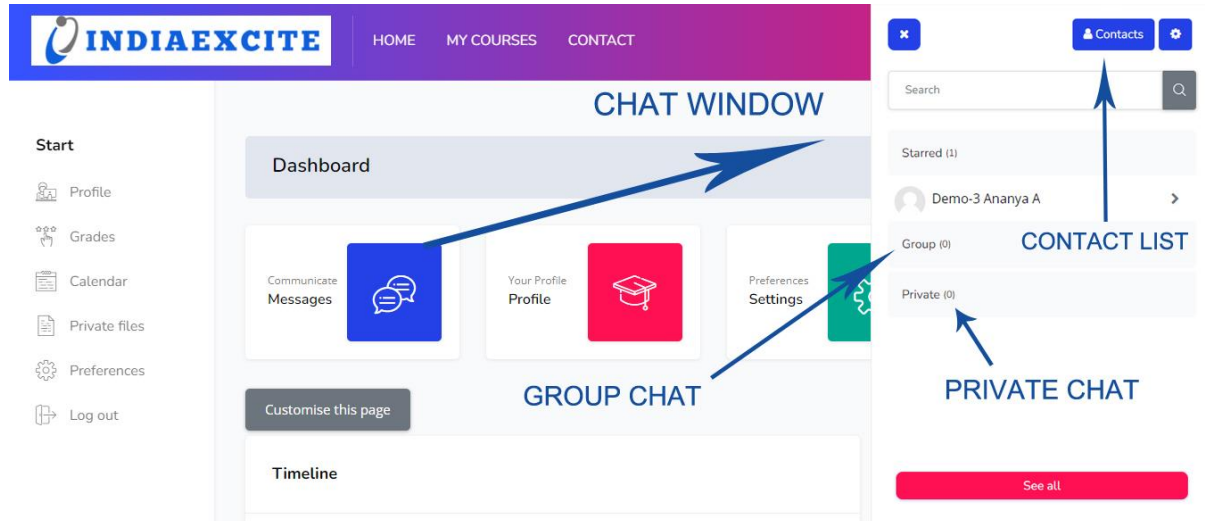 INDIAEXCITE
HOME MY COURSES CONTACT
Contacts
Search
CHAT WINDOW
Start
Profile
Grades
Calendar
Private files
Preferences
Log out
Dashboard
Communicate
Messages
Your Profile
Profile
Preferences
Settings
Customise this page
GROUP CHAT
Timeline
Starred (1)
Demo-3 Ananya A
Group (0)
CONTACT LIST
Private (0)
PRIVATE CHAT
See all